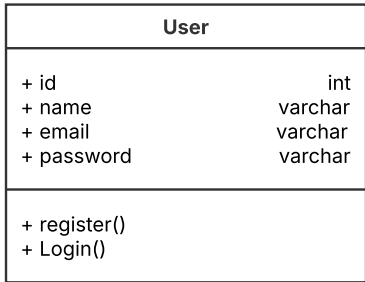 User
+ id int
+ name varchar
+ email varchar
+ password varchar
+ register()
+ Login()